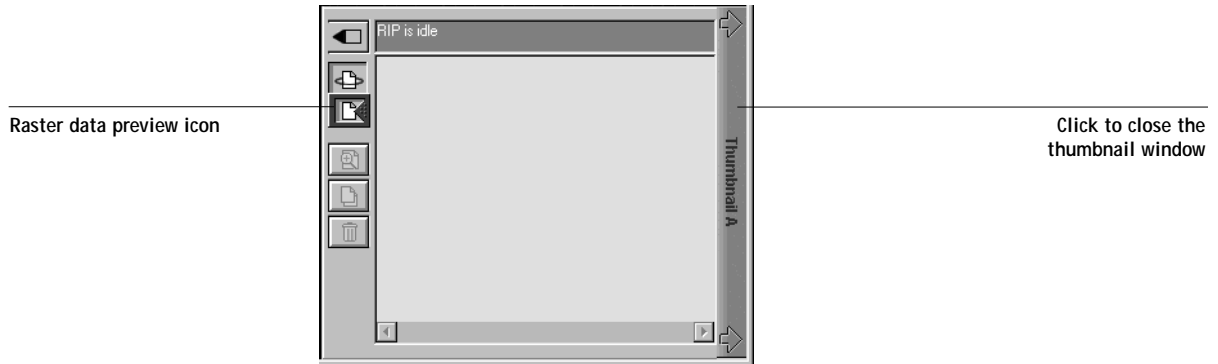 RIP is idle
Raster data preview icon
Click to close the
thumbnail window
Thumbnail A